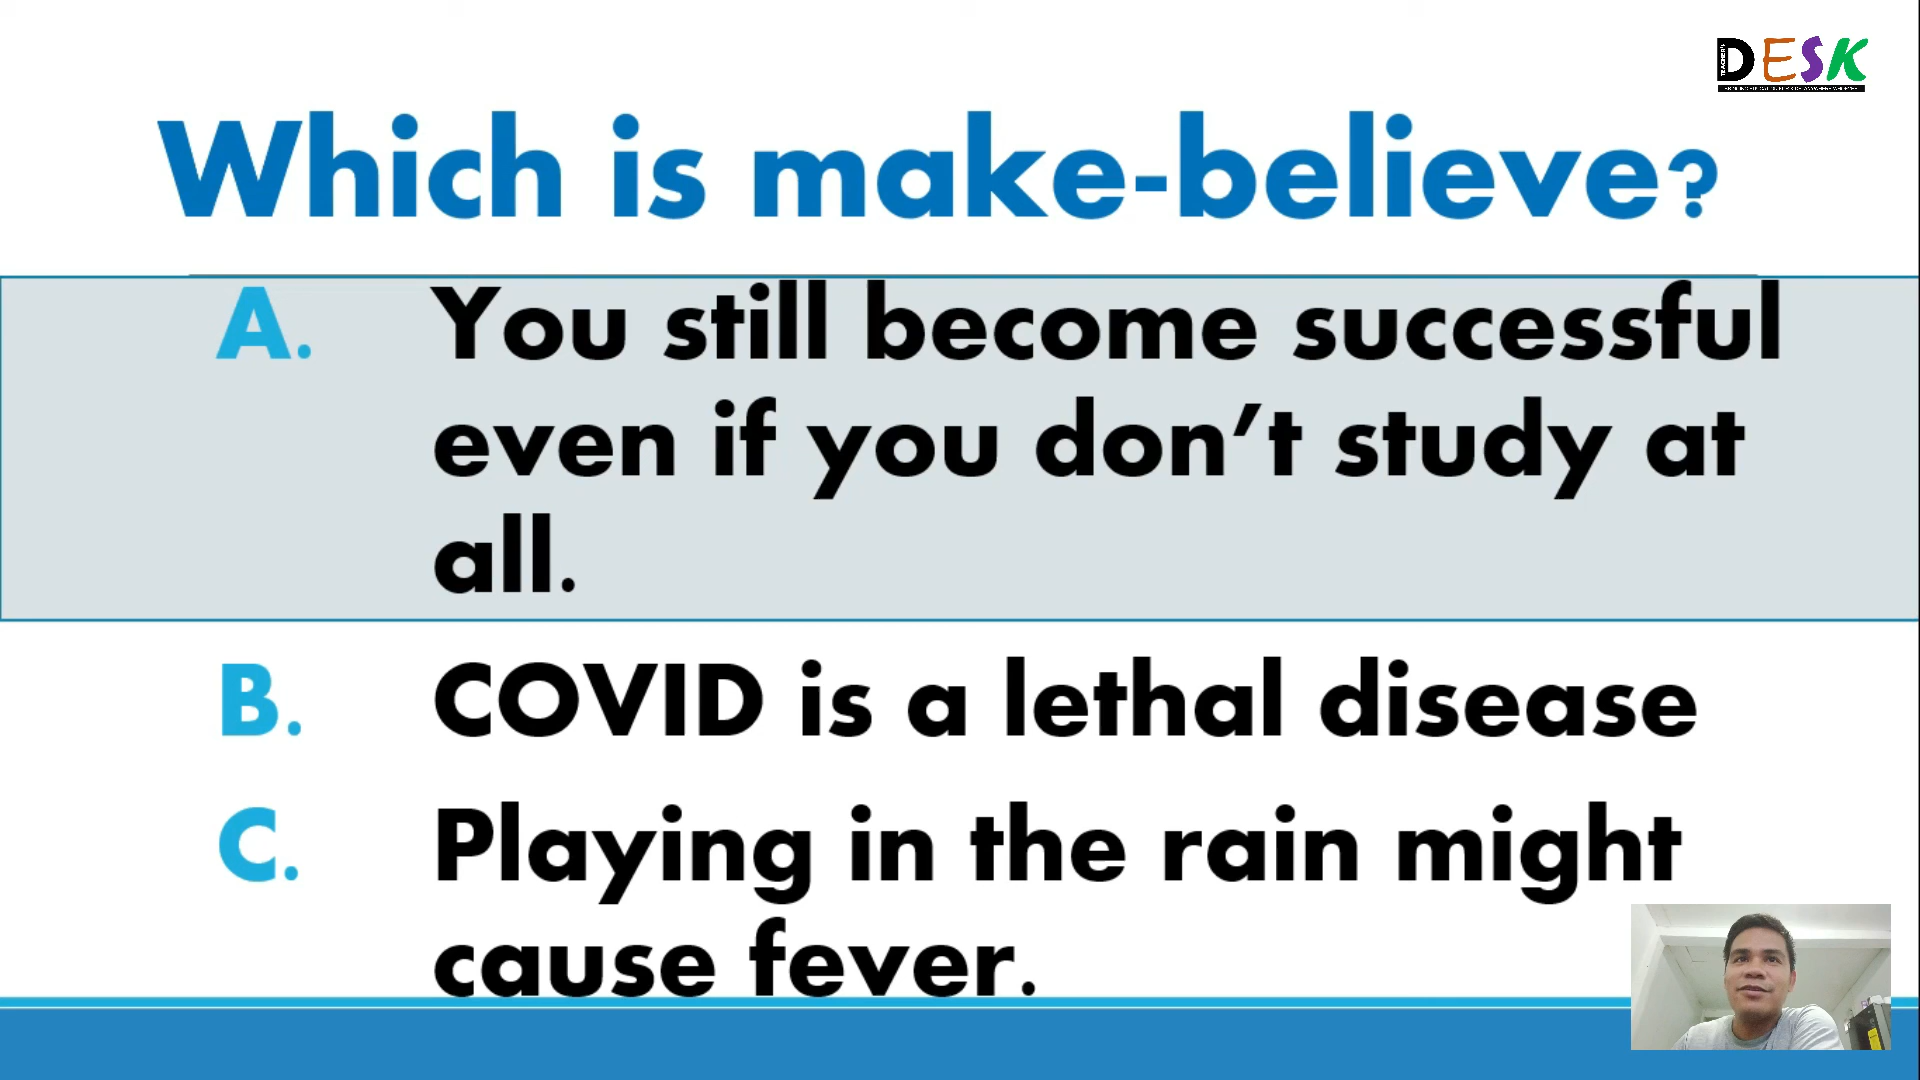 TEACHER'S
DESK
Which is make-believe?
A. You still become successful
even if you don’t study at
all.
B. COVID is a lethal disease
C. Playing in the rain might
cause fever.